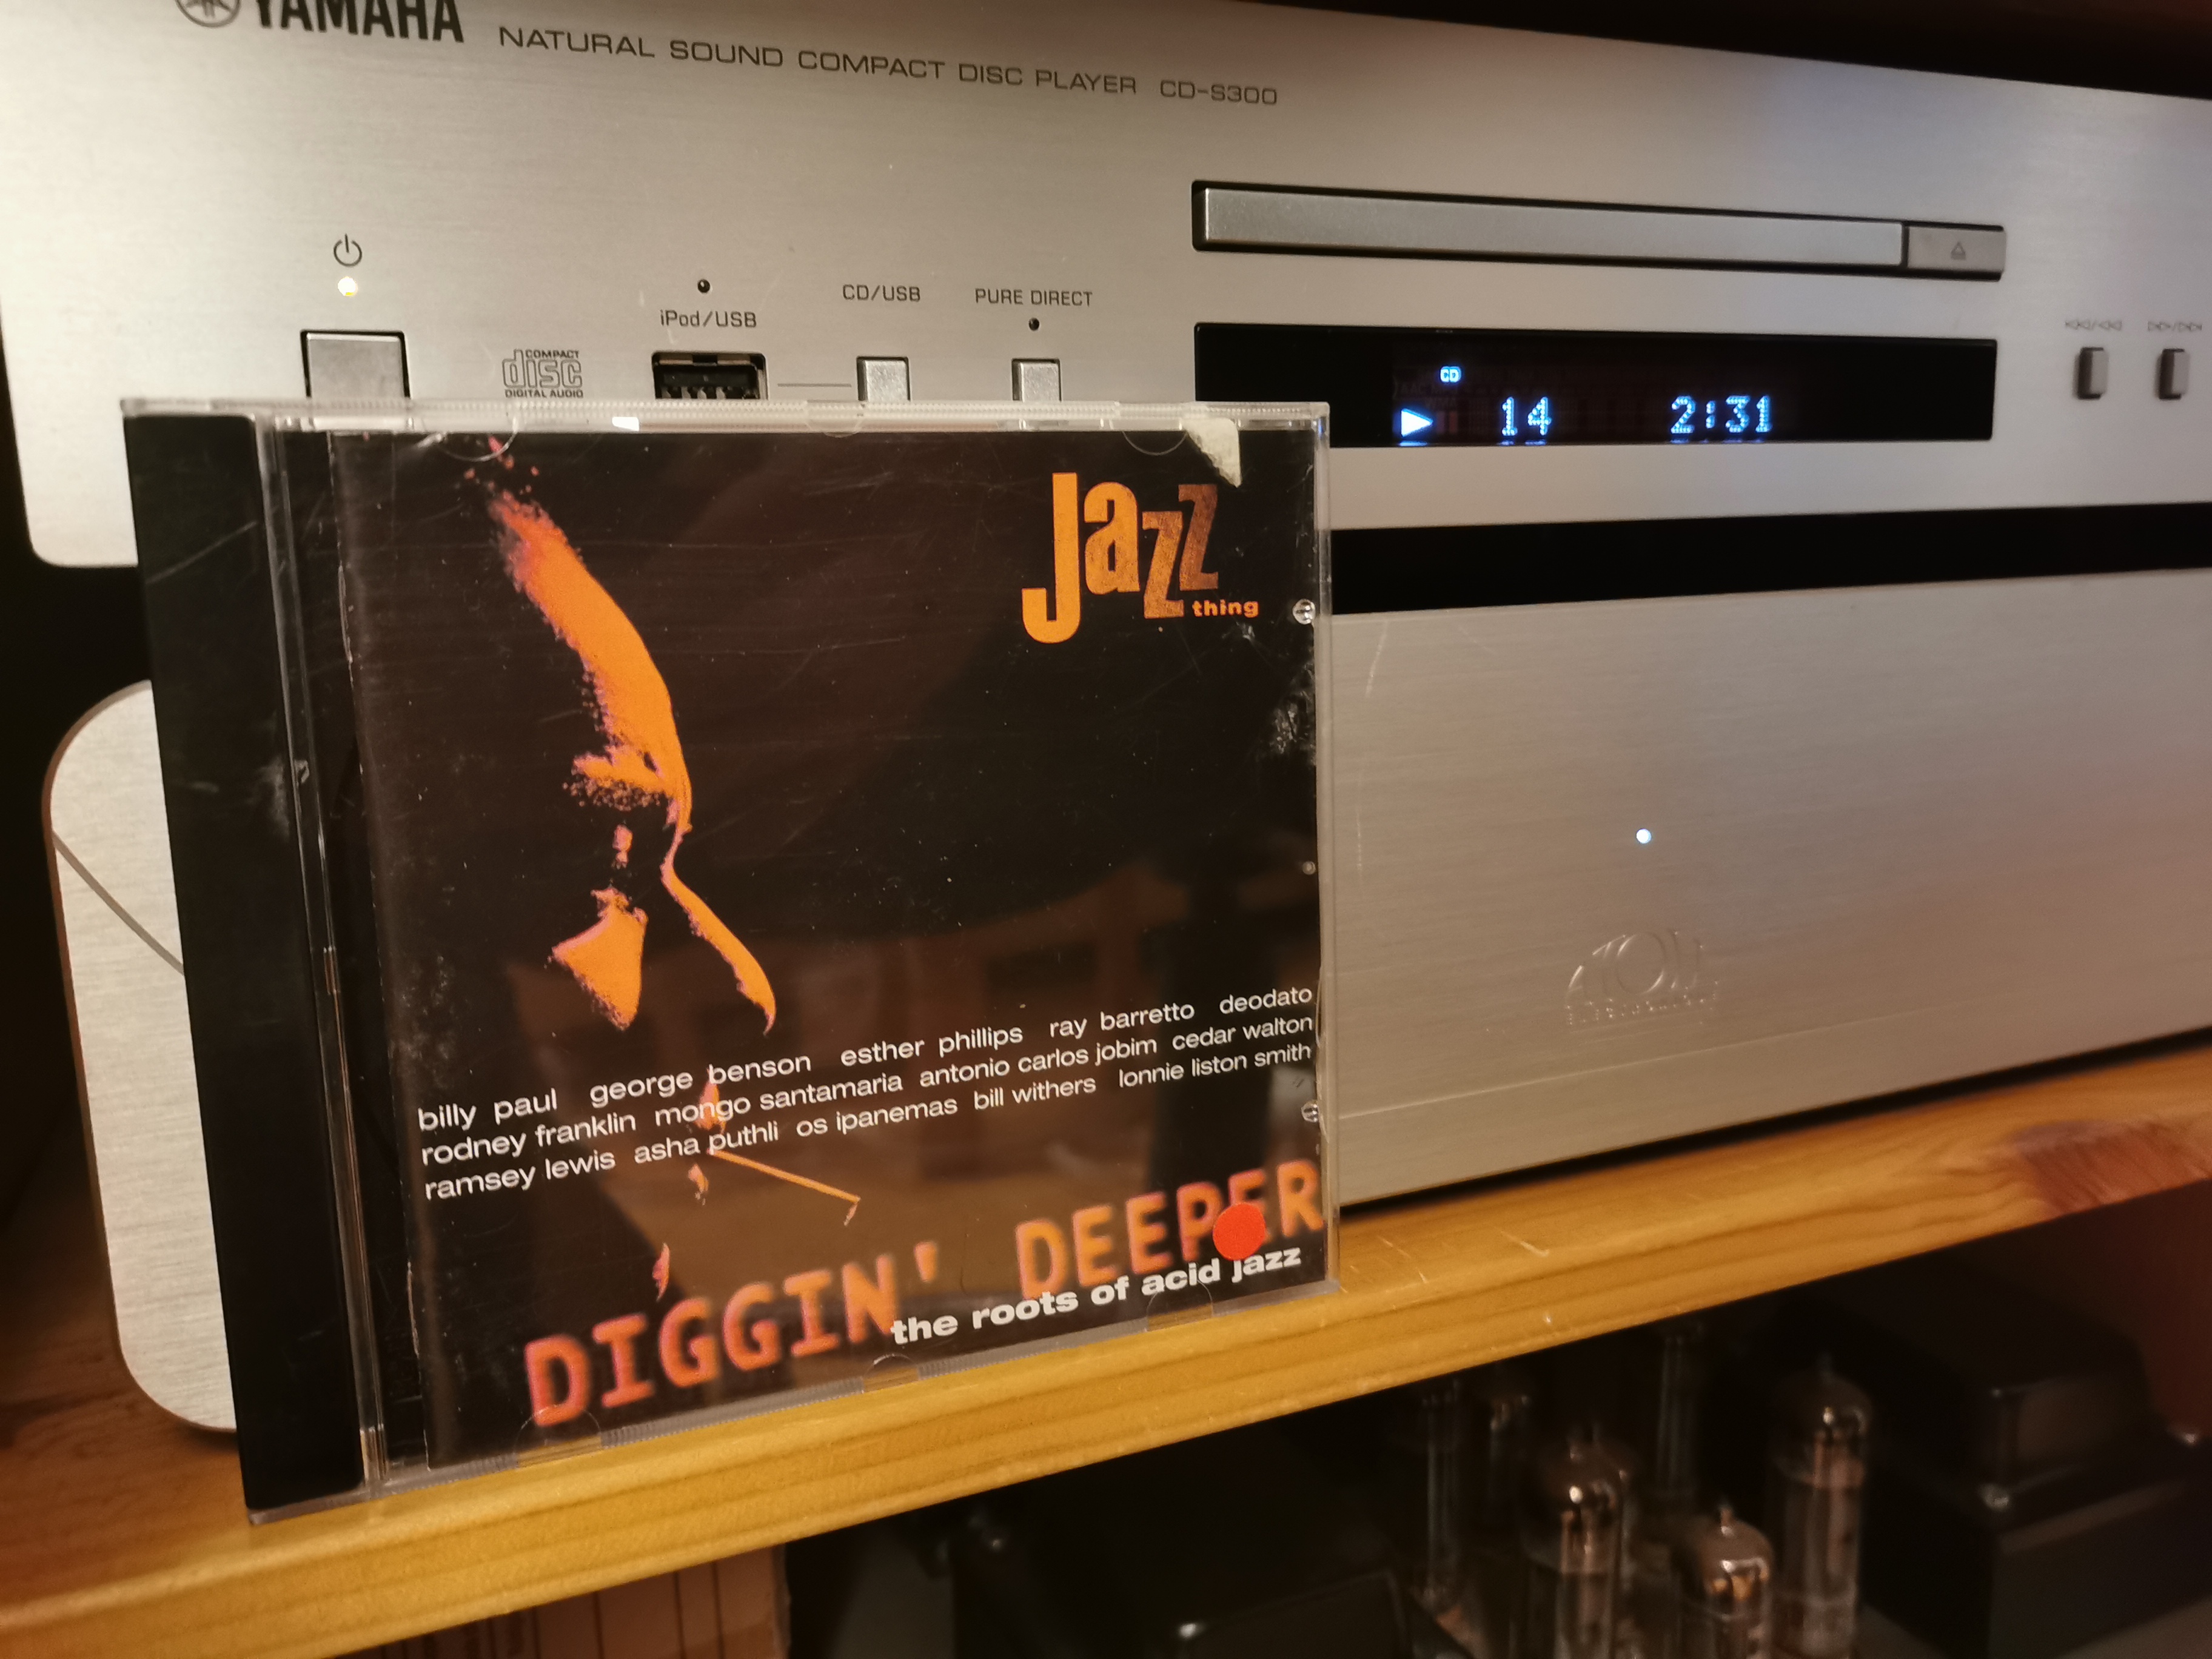 YAMAHA NATURAL SOUND COMPACT DISC PLAYER CD-S300
iPod/USB
CD/USB
PURE DIRECT
COMPACT
disc
DIGITAL AUDIO
CD
14 2:31
Jazz
thing
billy paul george benson esther phillips ray barretto deodato
rodney franklin mongo santamaria antonio carlos jobim cedar walton
ramsey lewis asha puthli os ipanemas bill withers lonnie liston smith
DIGGIN' DEEPER
the roots of acid jazz